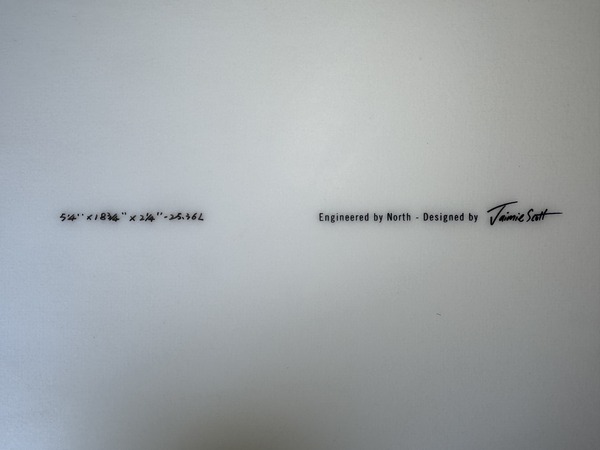 5'4" x 18¾" x 2¼" - 25.36L Engineered by North - Designed by Jaimie Scott